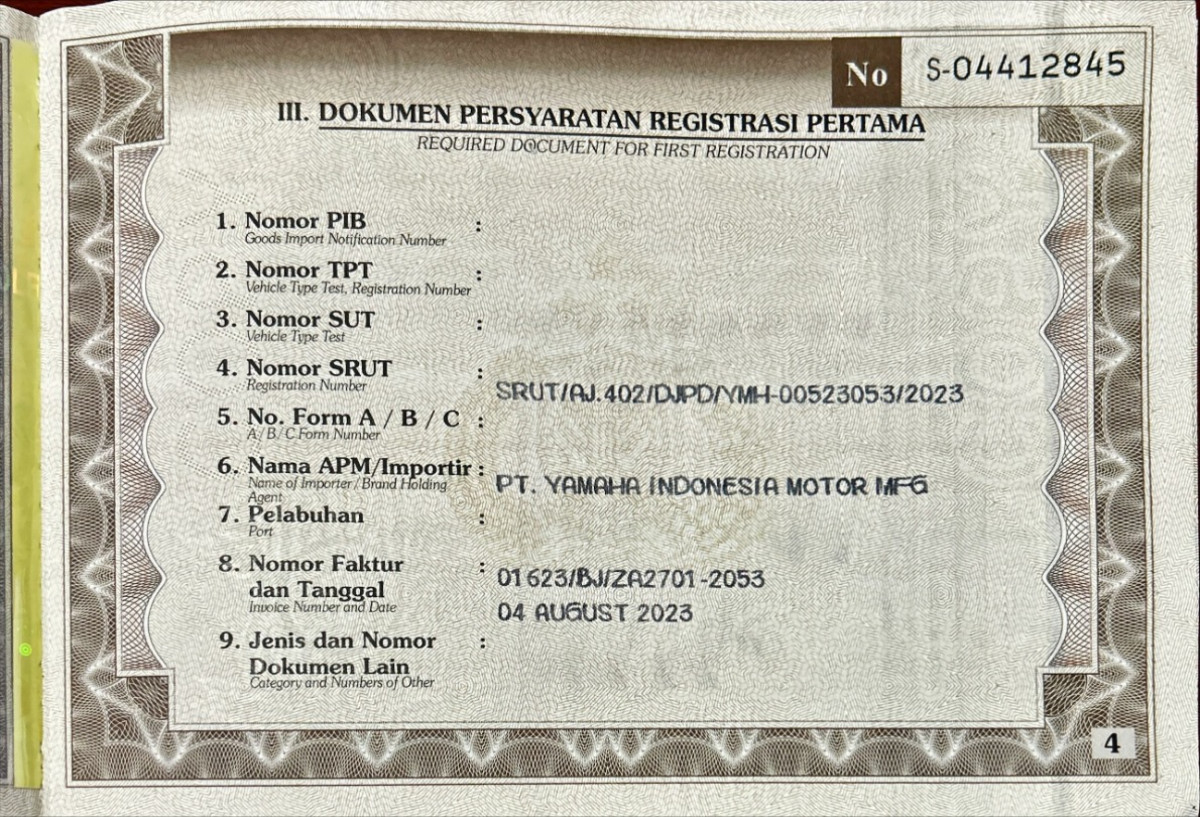 No S-04412845
III. DOKUMEN PERSYARATAN REGISTRASI PERTAMA
REQUIRED DOCUMENT FOR FIRST REGISTRATION
1. Nomor PIB :
Goods Import Notification Number
2. Nomor TPT :
Vehicle Type Test, Registration Number
3. Nomor SUT :
Vehicle Type Test
4. Nomor SRUT :
Registration Number
SRUT/AJ.402/DJPD/YMH-00523053/2023
5. No. Form A / B / C :
A / B / C Form Number
6. Nama APM/Importir :
Name of Importer / Brand Holding
Agent
PT. YAMAHA INDONESIA MOTOR MFG
7. Pelabuhan :
Port
8. Nomor Faktur :
dan Tanggal
Invoice Number and Date
01623/BJ/ZA2701-2053
04 AUGUST 2023
9. Jenis dan Nomor :
Dokumen Lain
Category and Numbers of Other
4